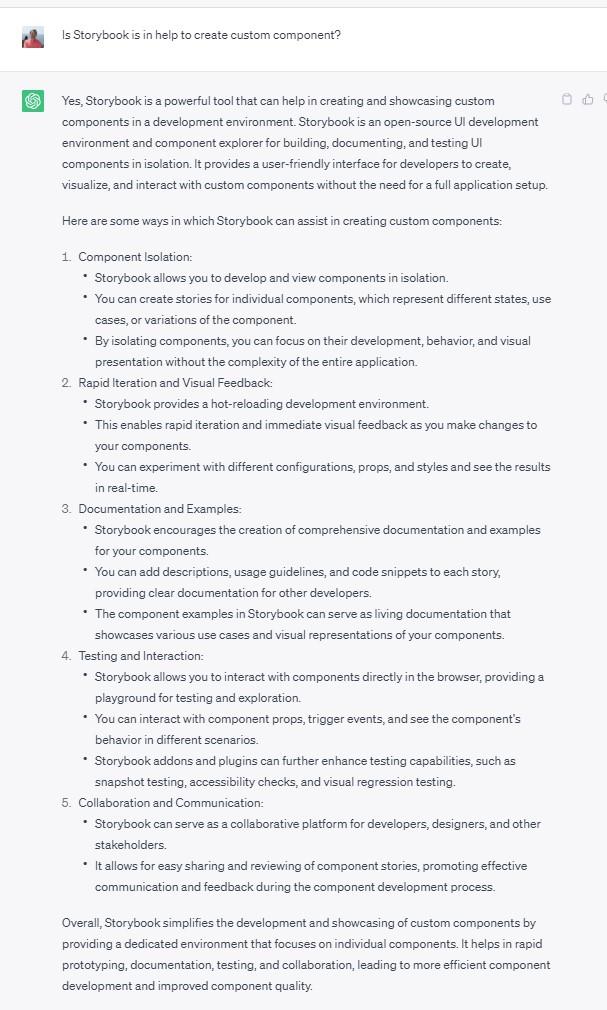 Is Storybook is in help to create custom component?
Yes, Storybook is a powerful tool that can help in creating and showcasing custom
components in a development environment. Storybook is an open-source UI development
environment and component explorer for building, documenting, and testing UI
components in isolation. It provides a user-friendly interface for developers to create,
visualize, and interact with custom components without the need for a full application setup.
Here are some ways in which Storybook can assist in creating custom components:
1. Component Isolation:
• Storybook allows you to develop and view components in isolation.
• You can create stories for individual components, which represent different states, use
cases, or variations of the component.
• By isolating components, you can focus on their development, behavior, and visual
presentation without the complexity of the entire application.
2. Rapid Iteration and Visual Feedback:
• Storybook provides a hot-reloading development environment.
• This enables rapid iteration and immediate visual feedback as you make changes to
your components.
• You can experiment with different configurations, props, and styles and see the results
in real-time.
3. Documentation and Examples:
• Storybook encourages the creation of comprehensive documentation and examples
for your components.
• You can add descriptions, usage guidelines, and code snippets to each story,
providing clear documentation for other developers.
• The component examples in Storybook can serve as living documentation that
showcases various use cases and visual representations of your components.
4. Testing and Interaction:
• Storybook allows you to interact with components directly in the browser, providing a
playground for testing and exploration.
• You can interact with component props, trigger events, and see the component's
behavior in different scenarios.
• Storybook addons and plugins can further enhance testing capabilities, such as
snapshot testing, accessibility checks, and visual regression testing.
5. Collaboration and Communication:
• Storybook can serve as a collaborative platform for developers, designers, and other
stakeholders.
• It allows for easy sharing and reviewing of component stories, promoting effective
communication and feedback during the component development process.
Overall, Storybook simplifies the development and showcasing of custom components by
providing a dedicated environment that focuses on individual components. It helps in rapid
prototyping, documentation, testing, and collaboration, leading to more efficient component
development and improved component quality.